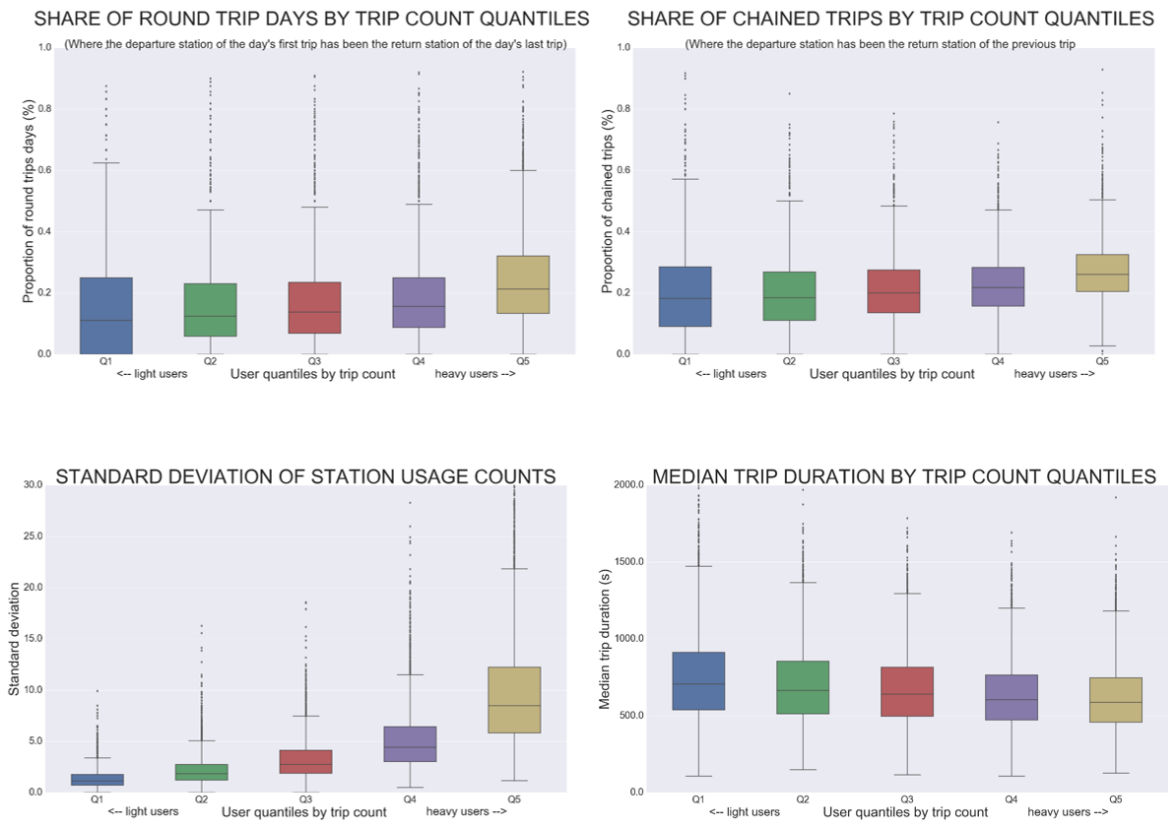 SHARE OF ROUND TRIP DAYS BY TRIP COUNT QUANTILES
(Where the departure station of the day's first trip has been the return station of the day's last trip)
Proportion of round trips days (%)
1.0
0.8
0.6
0.4
0.2
0.0
Q1 Q2 Q3 Q4 Q5
<-- light users User quantiles by trip count heavy users -->
SHARE OF CHAINED TRIPS BY TRIP COUNT QUANTILES
(Where the departure station has been the return station of the previous trip
Proportion of chained trips (%)
1.0
0.8
0.6
0.4
0.2
0.0
Q1 Q2 Q3 Q4 Q5
<-- light users User quantiles by trip count heavy users -->
STANDARD DEVIATION OF STATION USAGE COUNTS
Standard deviation
30.0
25.0
20.0
15.0
10.0
5.0
0.0
Q1 Q2 Q3 Q4 Q5
<-- light users User quantiles by trip count heavy users -->
MEDIAN TRIP DURATION BY TRIP COUNT QUANTILES
Median trip duration (s)
2000.0
1500.0
1000.0
500.0
0.0
Q1 Q2 Q3 Q4 Q5
<-- light users User quantiles by trip count heavy users -->